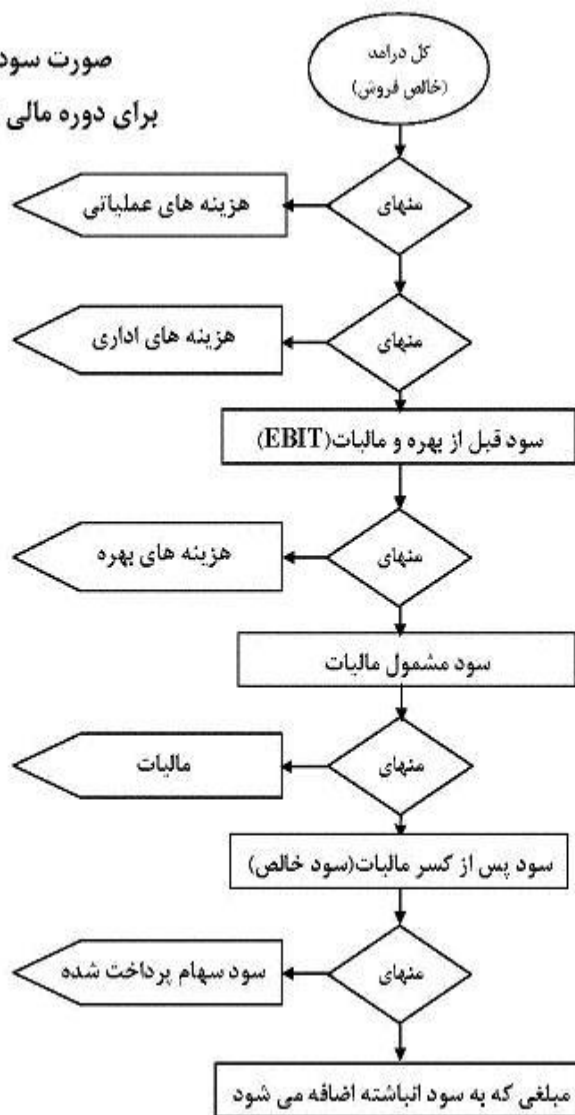 صورت سود
برای دوره مالی
کل درآمد
(خالص فروش)
منهای
هزینه های عملیاتی
منهای
هزینه های اداری
سود قبل از بهره و مالیات(EBIT)
منهای
هزینه های بهره
سود مشمول مالیات
منهای
مالیات
سود پس از کسر مالیات(سود خالص)
منهای
سود سهام پرداخت شده
مبلغی که به سود انباشته اضافه می شود